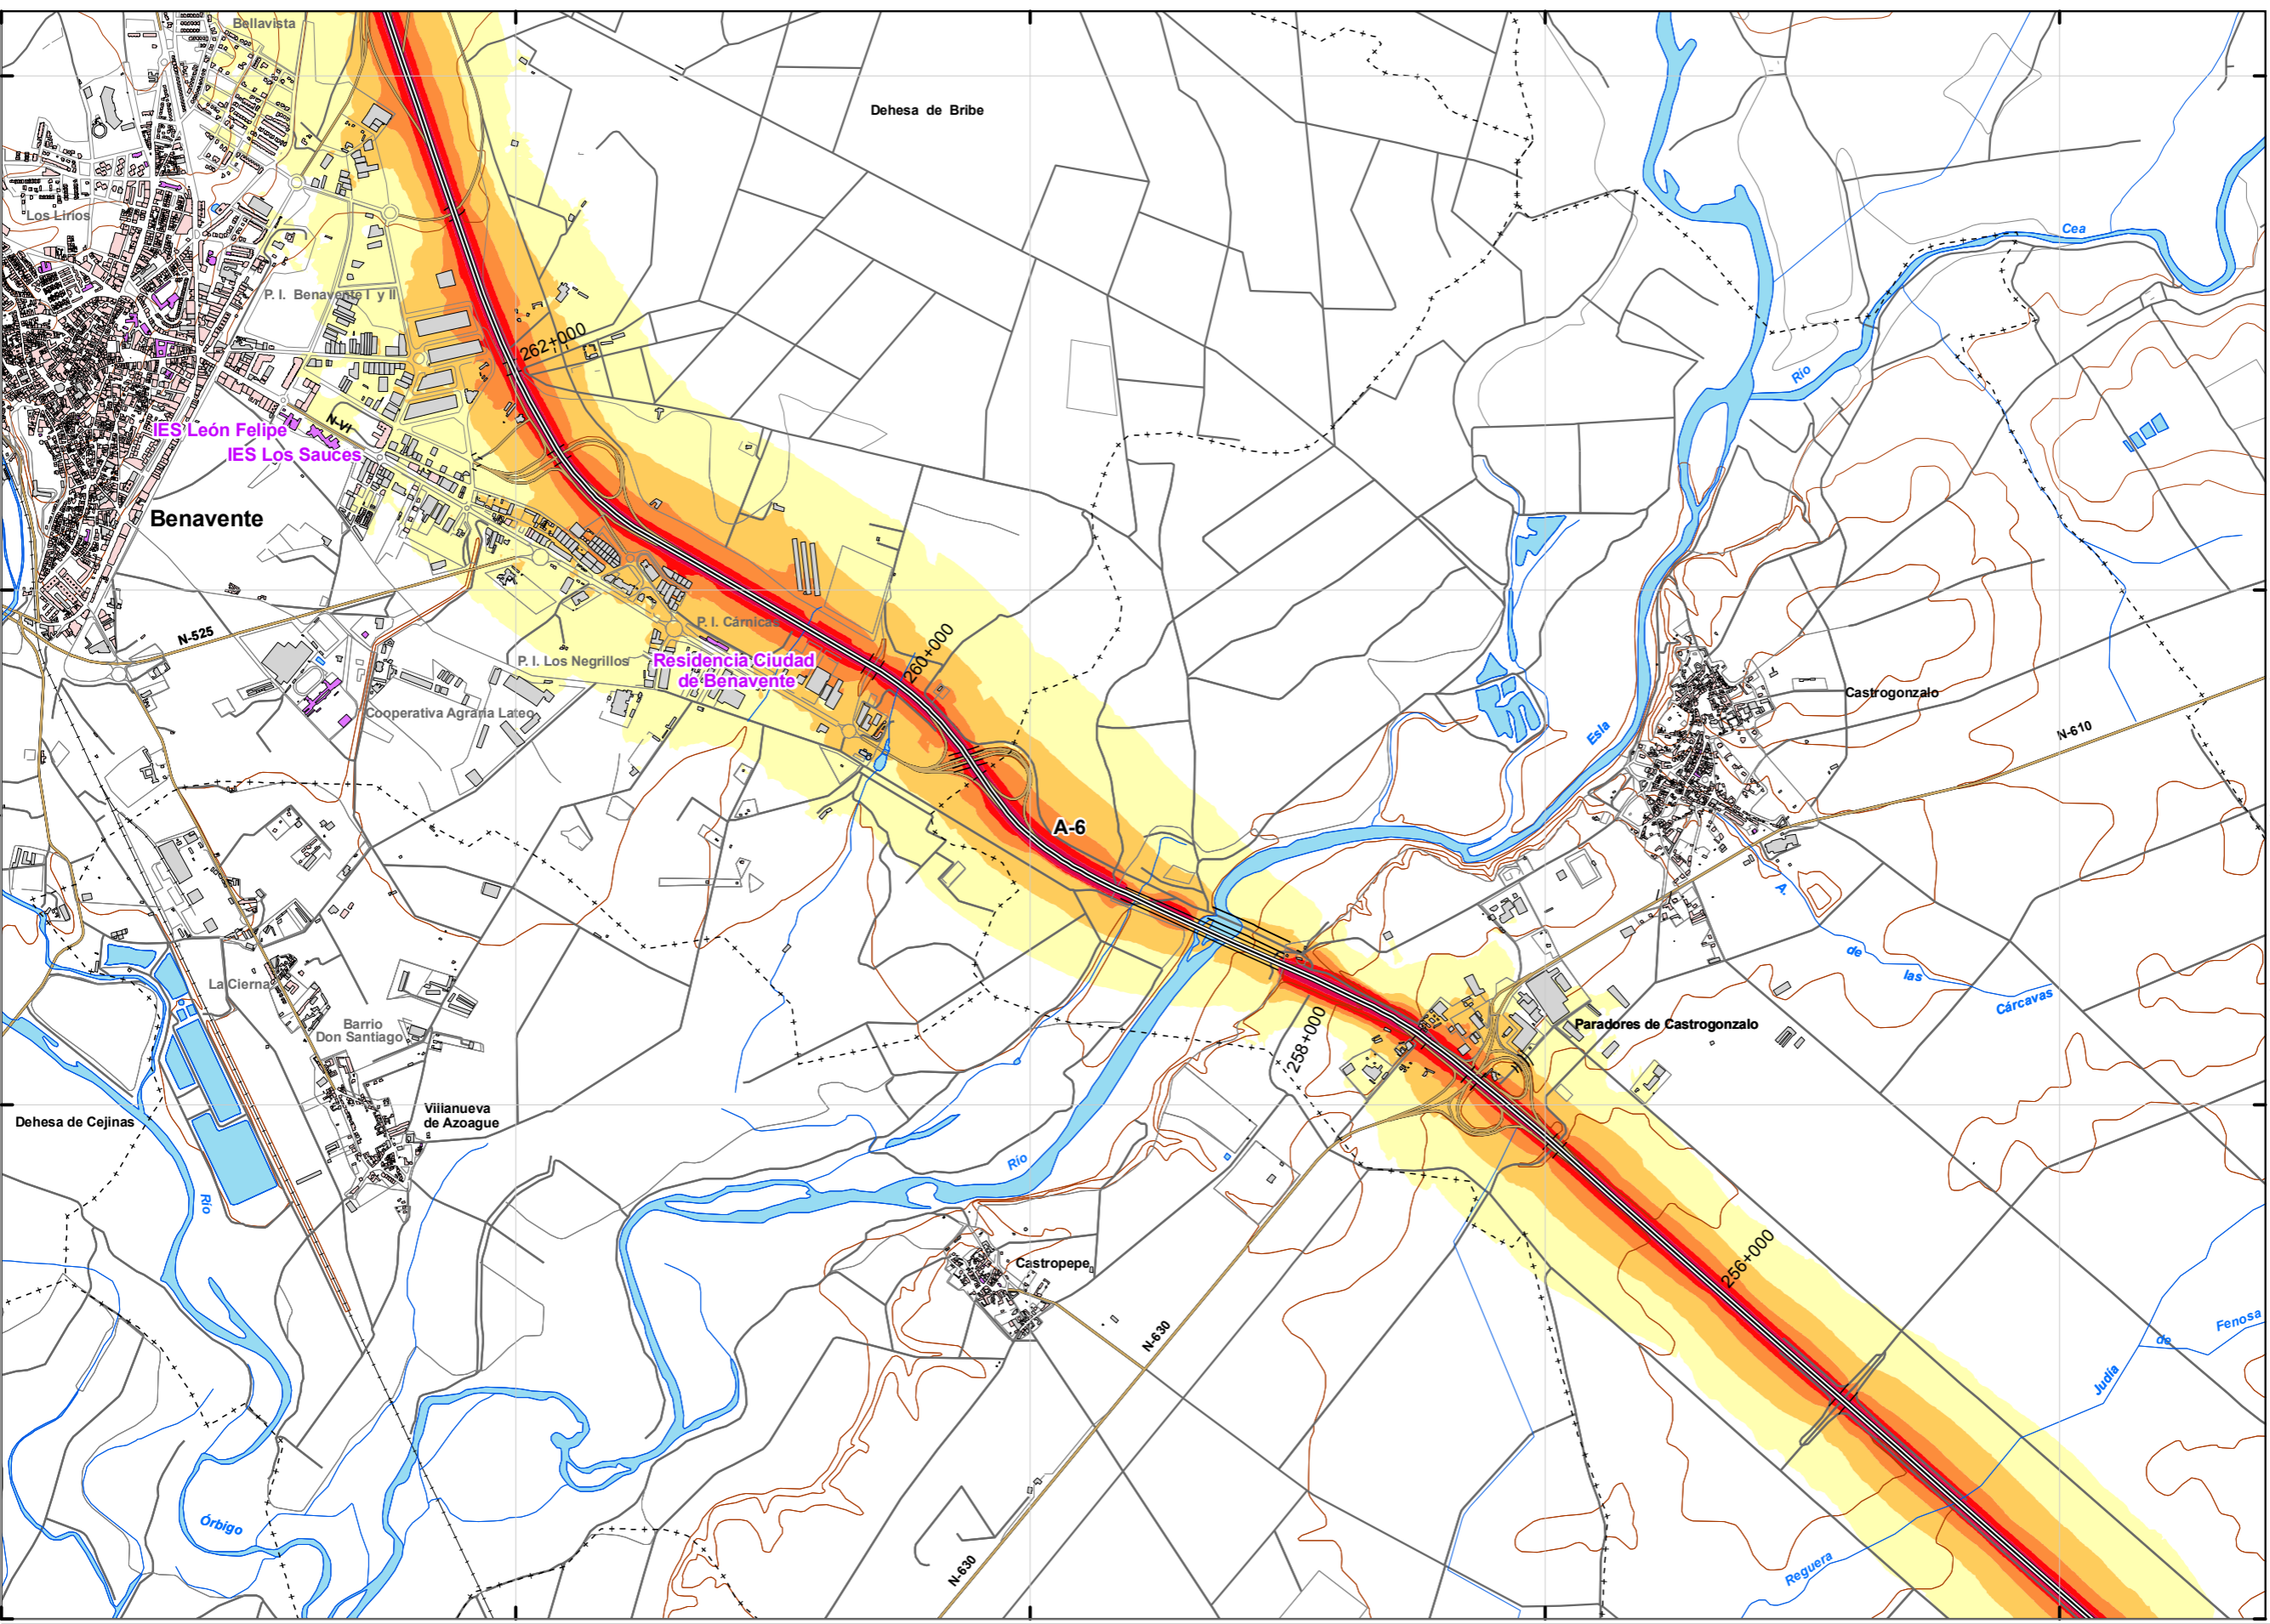 Bellavista
Dehesa de Bribe
Los Lirios
Cea
P. I. Benavente I y II
262+000
Río
IES León Felipe
N-VI
IES Los Sauces
Benavente
N-525
P. I. Cárnicas
260+000
P. I. Los Negrillos
Residencia Ciudad
de Benavente
Castrogonzalo
Cooperativa Agraria Lateo
Esla
N-610
A-6
A.
de
las
Cárcavas
La Cierna
Barrio
Don Santiago
258+000
Paradores de Castrogonzalo
Dehesa de Cejinas
Villanueva
de Azoague
Río
Río
Castropepe
256+000
N-630
Fenosa
de
Judía
Órbigo
Reguera
N-630